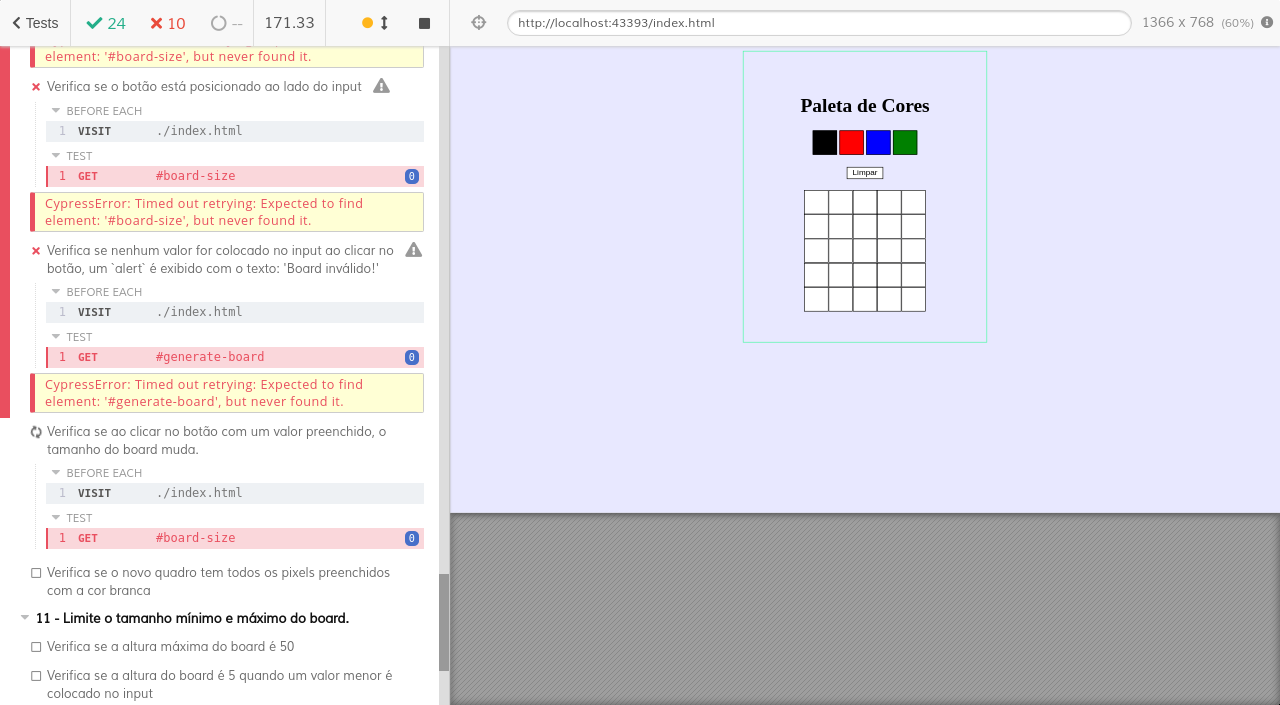 Tests 24 10 -- 171.33
http://localhost:43393/index.html 1366 x 768 (60%)
element: '#board-size', but never found it.
Verifica se o botão está posicionado ao lado do input
BEFORE EACH
1 VISIT ./index.html
TEST
1 GET #board-size 0
CypressError: Timed out retrying: Expected to find
element: '#board-size', but never found it.
Verifica se nenhum valor for colocado no input ao clicar no
botão, um `alert` é exibido com o texto: 'Board inválido!'
BEFORE EACH
1 VISIT ./index.html
TEST
1 GET #generate-board 0
CypressError: Timed out retrying: Expected to find
element: '#generate-board', but never found it.
Verifica se ao clicar no botão com um valor preenchido, o
tamanho do board muda.
BEFORE EACH
1 VISIT ./index.html
TEST
1 GET #board-size 0
Verifica se o novo quadro tem todos os pixels preenchidos
com a cor branca
11 - Limite o tamanho mínimo e máximo do board.
Verifica se a altura máxima do board é 50
Verifica se a altura do board é 5 quando um valor menor é
colocado no input
Paleta de Cores
Limpar